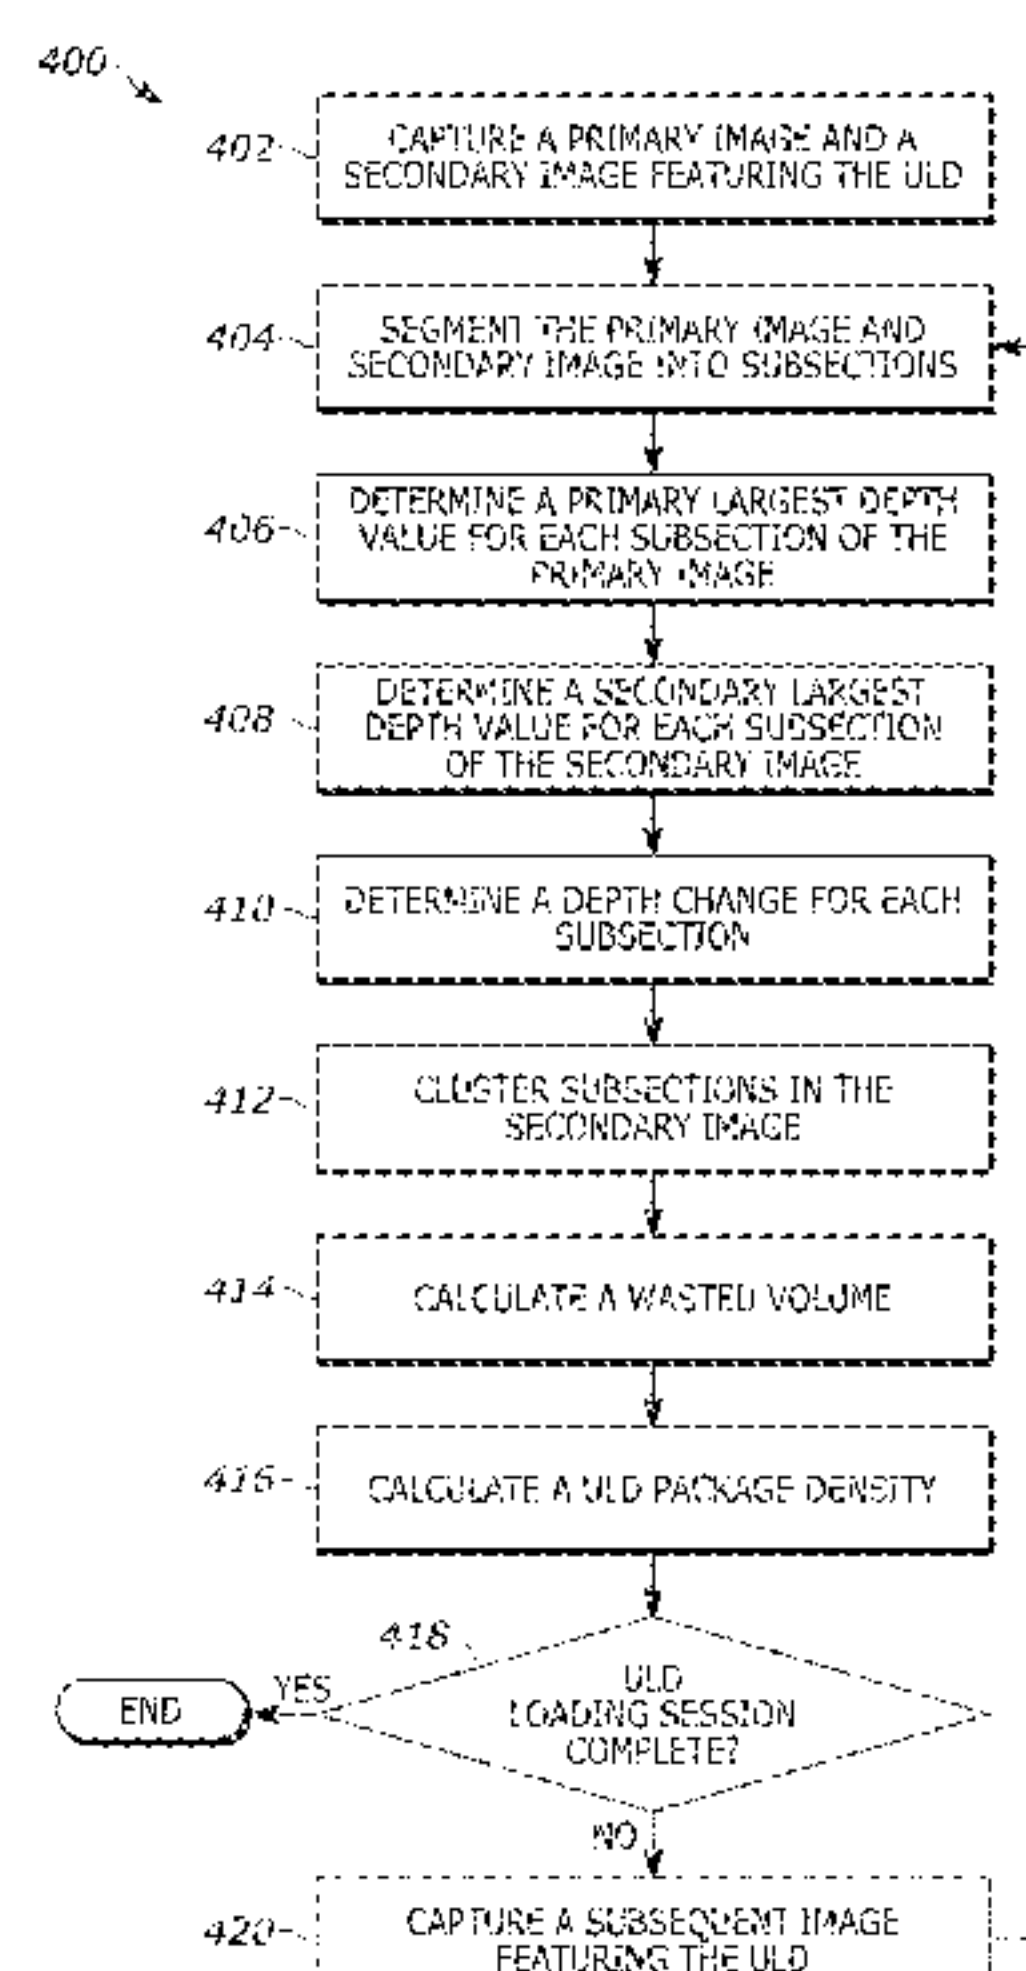 400
402
CAPTURE A PRIMARY IMAGE AND A
SECONDARY IMAGE FEATURING THE ULD
404
SEGMENT THE PRIMARY IMAGE AND
SECONDARY IMAGE INTO SUBSECTIONS
406
DETERMINE A PRIMARY LARGEST DEPTH
VALUE FOR EACH SUBSECTION OF THE
PRIMARY IMAGE
408
DETERMINE A SECONDARY LARGEST
DEPTH VALUE FOR EACH SUBSECTION
OF THE SECONDARY IMAGE
410
DETERMINE A DEPTH CHANGE FOR EACH
SUBSECTION
412
CLUSTER SUBSECTIONS IN THE
SECONDARY IMAGE
414
CALCULATE A WASTED VOLUME
416
CALCULATE A ULD PACKAGE DENSITY
418
ULD
LOADING SESSION
COMPLETE?
YES
END
NO
420
CAPTURE A SUBSEQUENT IMAGE
FEATURING THE ULD